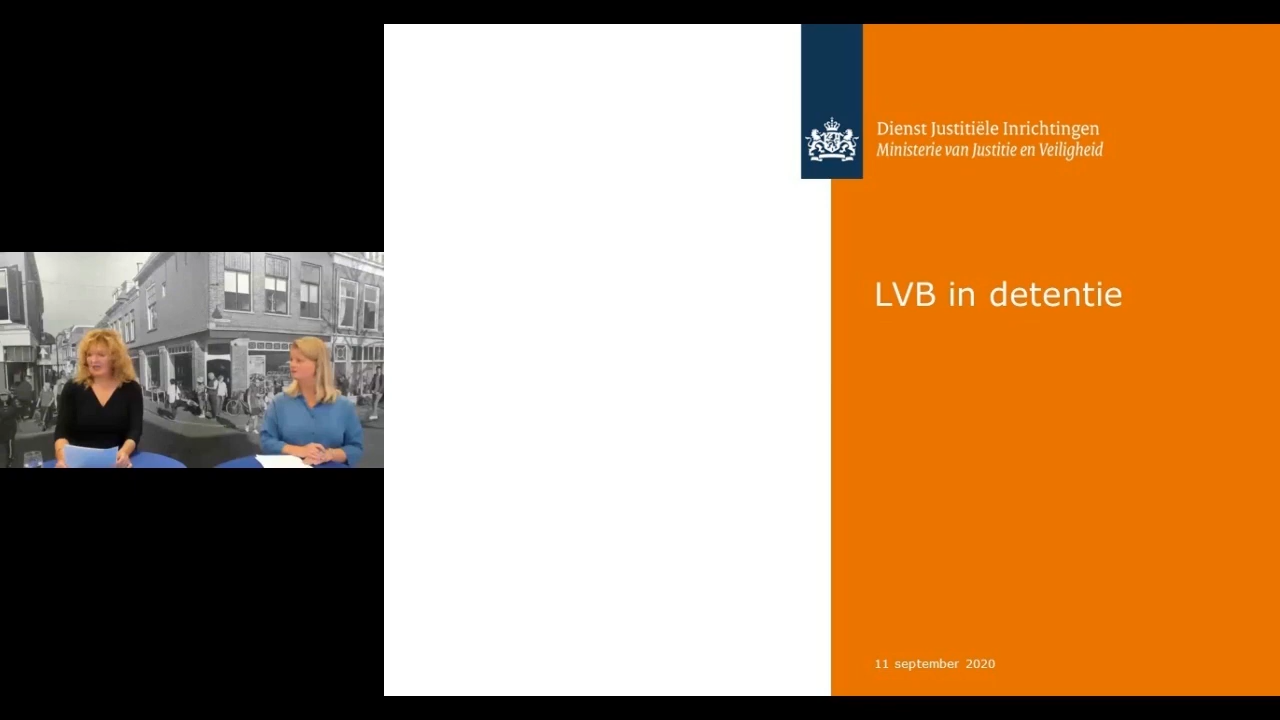 Dienst Justitiële Inrichtingen
Ministerie van Justitie en Veiligheid
LVB in detentie
11 september 2020